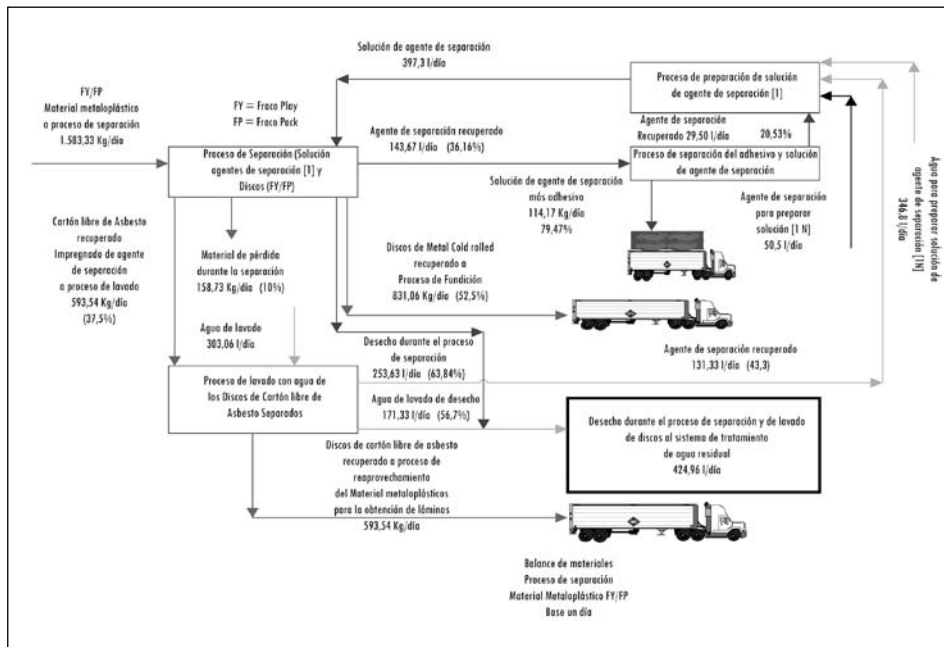 Solución de agente de separación
397,3 l/día
Proceso de preparación de solución
de agente de separación [1]
FY/FP
Material metaloplástico
a proceso de separación
1.583,33 Kg/día
FY = Fraco Play
FP = Fraco Pack
Agente de separación recuperado
143,67 l/día (36,16%)
Agente de separación
Recuperado 29,50 l/día
20,53%
Proceso de Separación (Solución
agentes de separación [1] y
Discos (FY/FP)
Proceso de separación del adhesivo y solución
de agente de separación
Agua para preparar solución de
agente de separación [1N]
346,8 l/día
Solución de agente de separación
más adhesivo
114,17 Kg/día
79,47%
Agente de separación
para preparar
solución [1 N]
50,5 l/día
Cartón libre de Asbesto
recuperado
Impregnada de agente
de separación
a proceso de lavado
593,54 Kg/día
(37,5%)
Material de pérdida
durante la separación
158,73 Kg/día (10%)
Discos de Metal Cold rolled
recuperado a
Proceso de Fundición
831,06 Kg/día (52,5%)
Agua de lavado
303,06 l/día
Desecho durante el proceso
de separación
253,63 l/día (63,84%)
Agente de separación recuperado
131,33 l/día (43,3)
Proceso de lavado con agua de
los Discos de Cartón libre de
Asbesto Separados
Agua de lavado de desecho
171,33 l/día (56,7%)
Desecho durante el proceso de separación y de lavado
de discos al sistema de tratamiento
de agua residual
424,96 l/día
Discos de cartón libre de asbesto
recuperado a proceso de
reaprovechamiento
del Material metaloplásticos
para la obtención de láminas
593,54 Kg/día
Balance de materiales
Proceso de separación
Material Metaloplástico FY/FP
Base un día